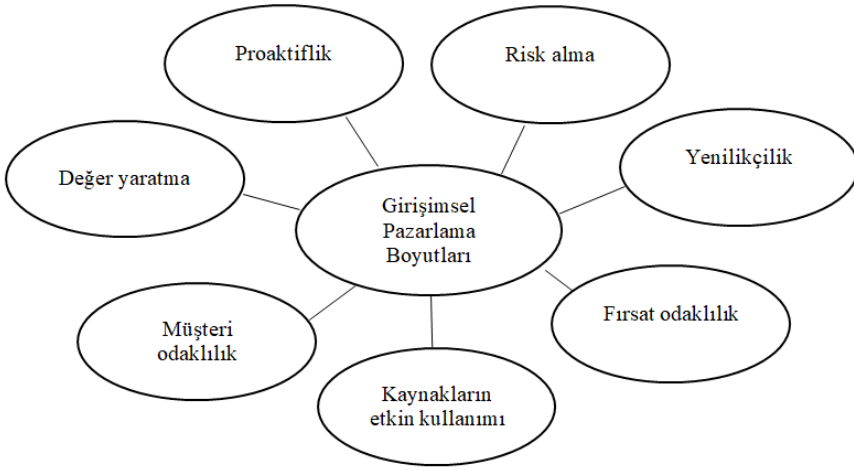 Proaktiflik
Risk alma
Değer yaratma
Yenilikçilik
Girişimsel
Pazarlama
Boyutları
Müşteri
odaklılık
Fırsat odaklılık
Kaynakların
etkin kullanımı